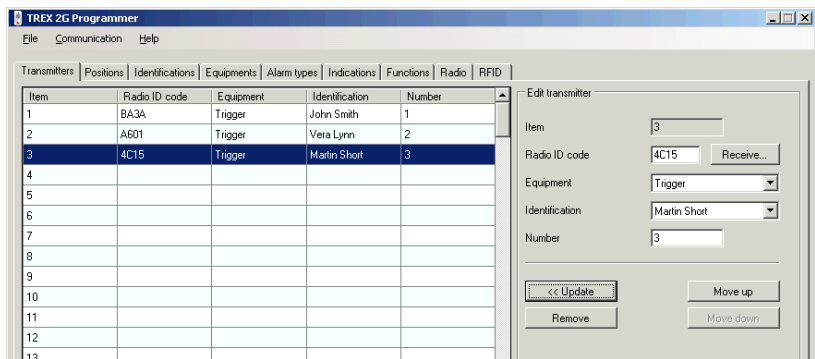 TREX 2G Programmer
File Communication Help
Transmitters Positions Identifications Equipments Alarm types Indications Functions Radio RFID
Item Radio ID code Equipment Identification Number
1 BA3A Trigger John Smith 1
2 A601 Trigger Vera Lynn 2
3 4C15 Trigger Martin Short 3
4
5
6
7
8
9
10
11
12
13
Edit transmitter
Item 3
Radio ID code 4C15 Receive...
Equipment Trigger
Identification Martin Short
Number 3
<< Update Move up
Remove Move down